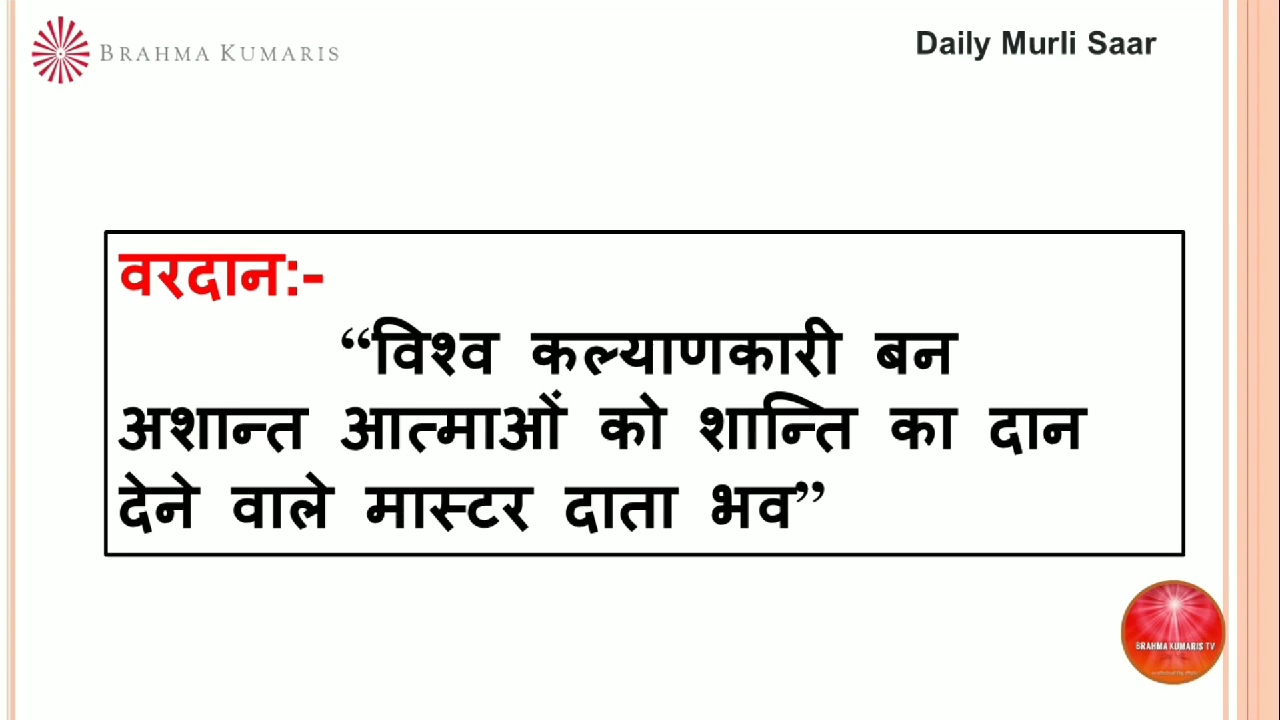 BRAHMA KUMARIS
Daily Murli Saar
वरदान:-
“विश्व कल्याणकारी बन
अशान्त आत्माओं को शान्ति का दान
देने वाले मास्टर दाता भव”
BRAHMA KUMARIS TV